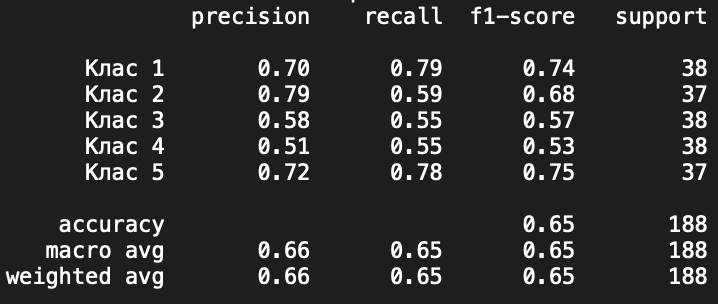 precision recall f1-score support
Клас 1 0.70 0.79 0.74 38
Клас 2 0.79 0.59 0.68 37
Клас 3 0.58 0.55 0.57 38
Клас 4 0.51 0.55 0.53 38
Клас 5 0.72 0.78 0.75 37
accuracy 0.65 188
macro avg 0.66 0.65 0.65 188
weighted avg 0.66 0.65 0.65 188